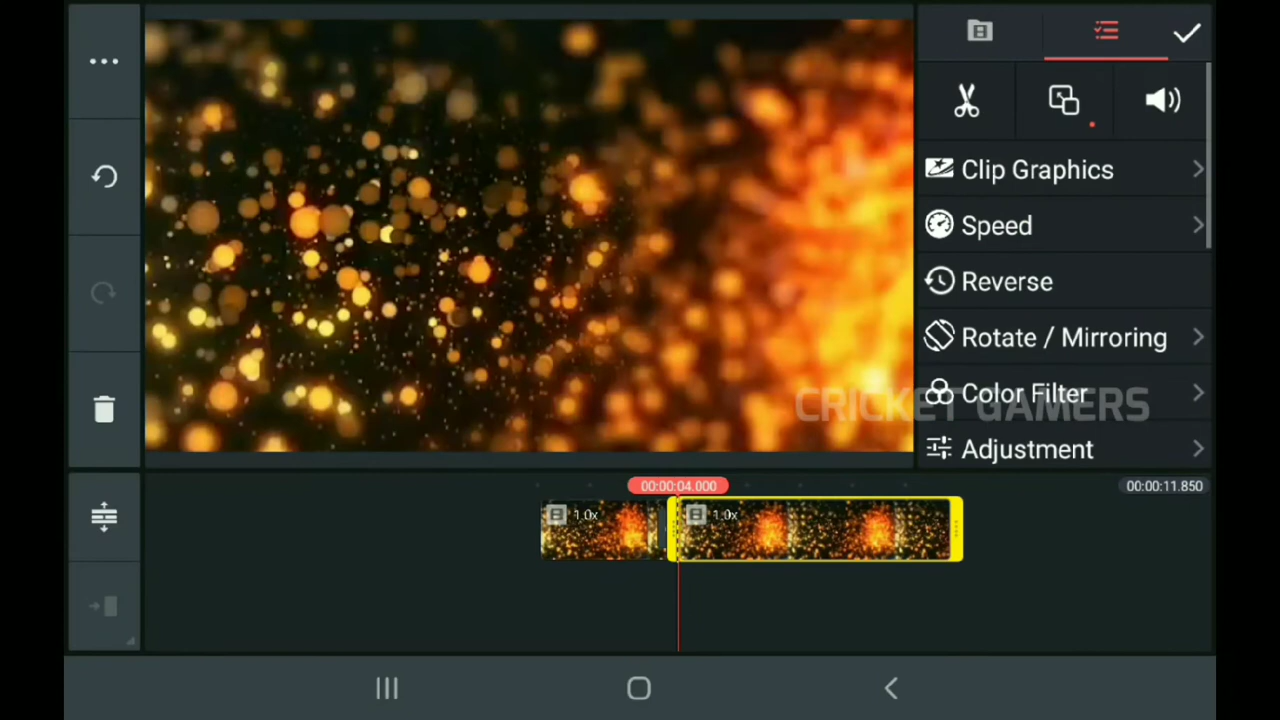 Clip Graphics
Speed
Reverse
Rotate / Mirroring
Color Filter
CRICKET GAMERS
Adjustment
00:00:04.000
00:00:11.850
1.0x
1.0x